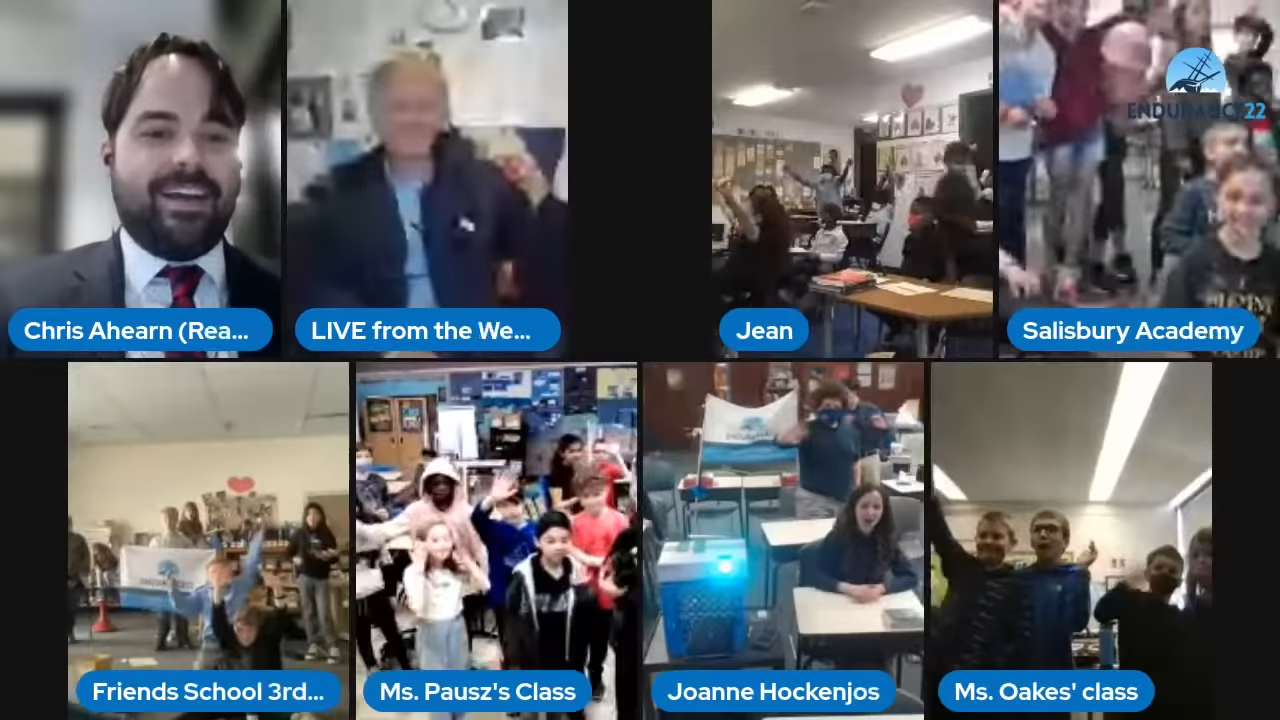 ENDURANCE22
Chris Ahearn (Rea...
LIVE from the We...
Jean
Salisbury Academy
Friends School 3rd...
Ms. Pausz's Class
Joanne Hockenjos
Ms. Oakes' class